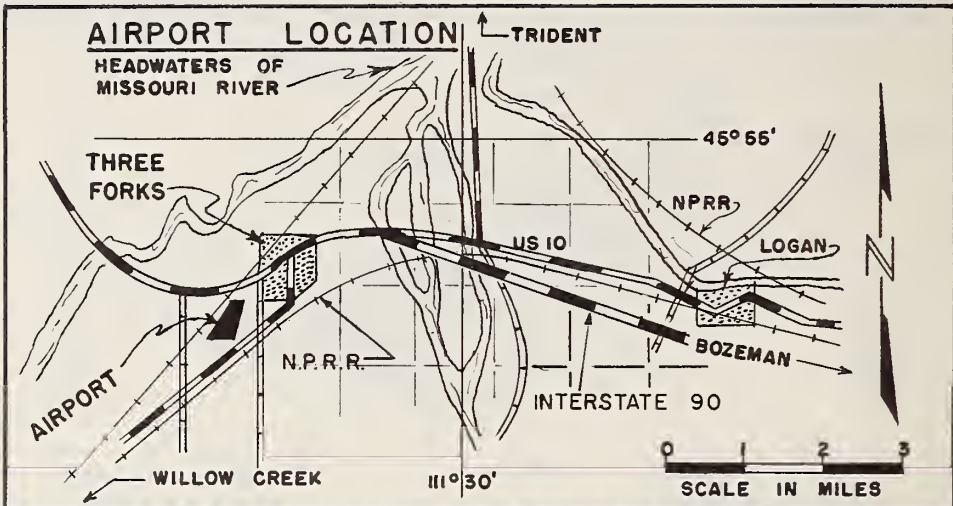 AIRPORT LOCATION
TRIDENT
HEADWATERS OF
MISSOURI RIVER
45° 55'
THREE
FORKS
NPRR
US 10
LOGAN
N
N.P.R.R.
BOZEMAN
AIRPORT
INTERSTATE 90
WILLOW CREEK
111° 30'
0 1 2 3
SCALE IN MILES